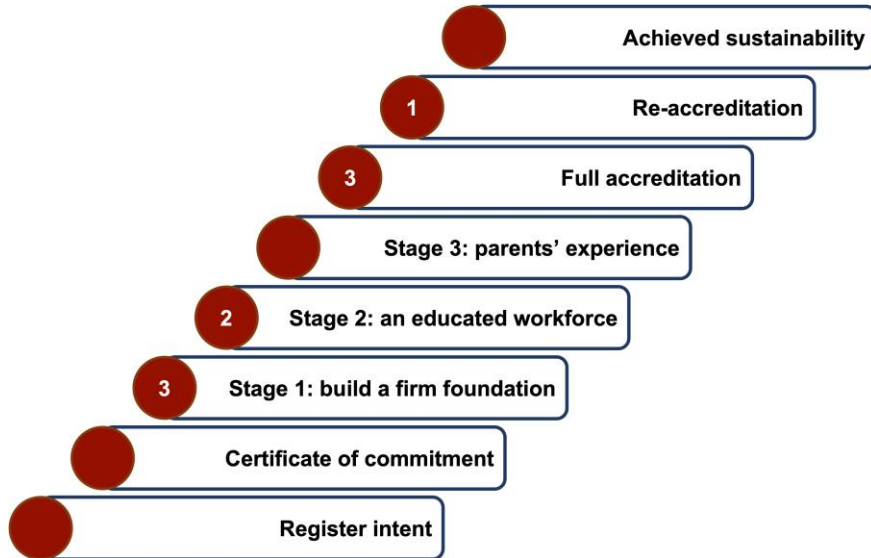 Achieved sustainability
1 Re-accreditation
3 Full accreditation
Stage 3: parents’ experience
2 Stage 2: an educated workforce
3 Stage 1: build a firm foundation
Certificate of commitment
Register intent